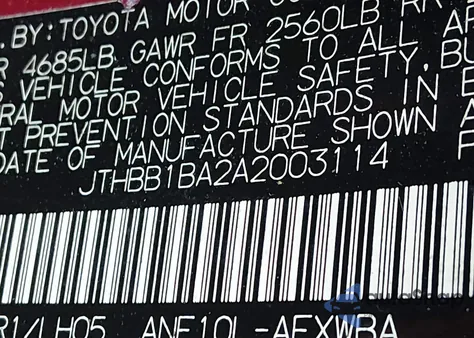 . BY: TOYOTA MOTOR
R 4685LB GAWR FR 2560LB RR
S VEHICLE CONFORMS TO ALL
RAL MOTOR VEHICLE SAFETY, BU
T PREVENTION STANDARDS IN E
DATE OF MANUFACTURE SHOWN
JTHBB1BA2A2003114
ANE10L-AEXWBA